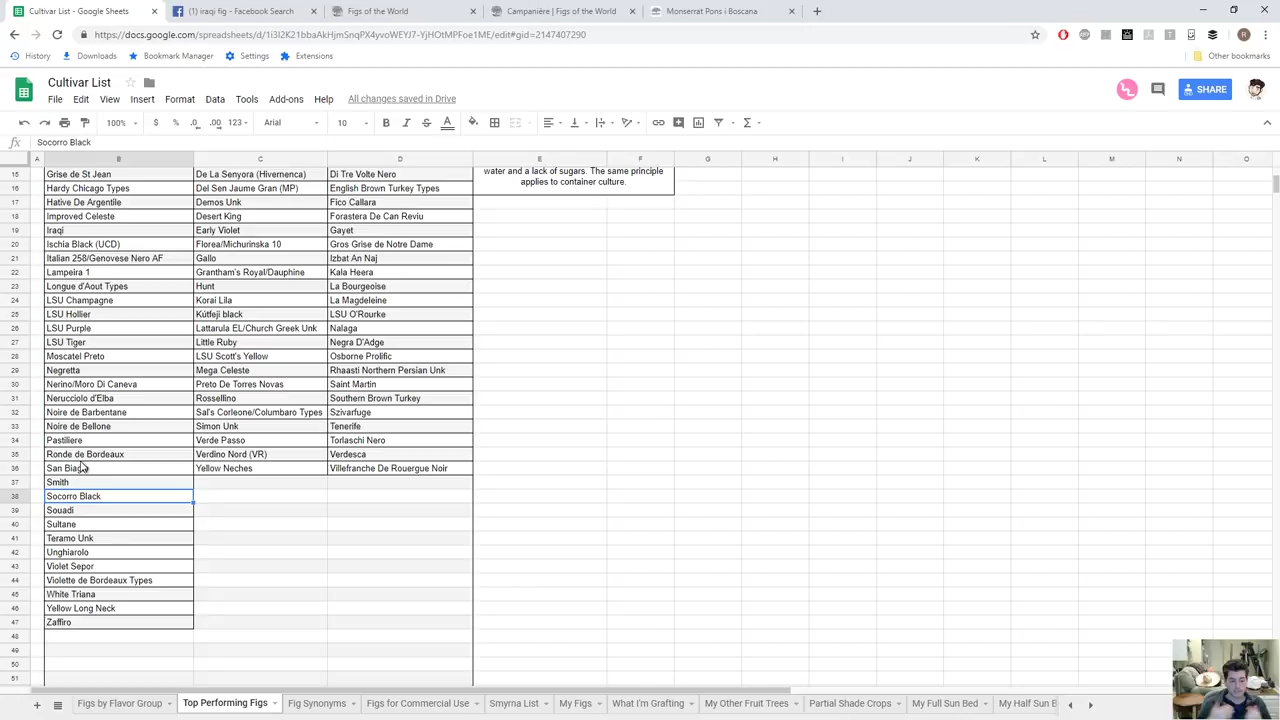 Cultivar List - Google Sheets
(1) iraqi fig - Facebook Search
Figs of the World
Campanière | Figs of the World
Monserrat Pons i Boscana
https://docs.google.com/spreadsheets/d/1i3I2K21bbaAkHjmSgX4yvoWEYJ7-YjHOtMPFoe1ME/edit#gid=2147407290
History Downloads Bookmark Manager Settings Extensions Other bookmarks
Cultivar List
File Edit View Insert Format Data Tools Add-ons Help All changes saved in Drive
SHARE
100% $ % .0 .00 123 Arial 10 B I S A
fx Socorro Black
A B C D E F G H I J K L M N O
15 Grise de St Jean De La Senyora (Hivernenca) Di Tre Volte Nero water and a lack of sugars. The same principle
16 Hardy Chicago Types Del Sen Jaume Gran (MP) English Brown Turkey Types applies to container culture.
17 Hative De Argentile Demos Unk Fico Callara
18 Improved Celeste Desert King Forastera De Can Reviu
19 Iraqi Early Violet Gayet
20 Ischia Black (UCD) Florea/Michurinska 10 Gros Grise de Notre Dame
21 Italian 258/Genovese Nero AF Gallo Izbat An Naj
22 Lampeira 1 Grantham's Royal/Dauphine Kala Heera
23 Longue d'Aout Types Hunt La Bourgeoise
24 LSU Champagne Korai Lila La Magdeleine
25 LSU Hollier Kútfeji black LSU O'Rourke
26 LSU Purple Lattarula EL/Church Greek Unk Nalaga
27 LSU Tiger Little Ruby Negra D'Adge
28 Moscatel Preto LSU Scott's Yellow Osborne Prolific
29 Negretta Mega Celeste Rhaasti Northern Persian Unk
30 Nerino/Moro Di Caneva Preto De Torres Novas Saint Martin
31 Nerucciolo d'Elba Rossellino Southern Brown Turkey
32 Noire de Barbentane Sal's Corleone/Columbaro Types Szivarfuge
33 Noire de Bellone Simon Unk Tenerife
34 Pastiliere Verde Passo Torlaschi Nero
35 Ronde de Bordeaux Verdino Nord (VR) Verdesca
36 San Biagio Yellow Neches Villefranche De Rouergue Noir
37 Smith
38 Socorro Black
39 Souadi
40 Sultane
41 Teramo Unk
42 Unghiarolo
43 Violet Sepor
44 Violette de Bordeaux Types
45 White Triana
46 Yellow Long Neck
47 Zaffiro
48
49
50
51
Figs by Flavor Group Top Performing Figs Fig Synonyms Figs for Commercial Use Smyrna List My Figs What I'm Grafting My Other Fruit Trees Partial Shade Crops My Full Sun Bed My Half Sun B